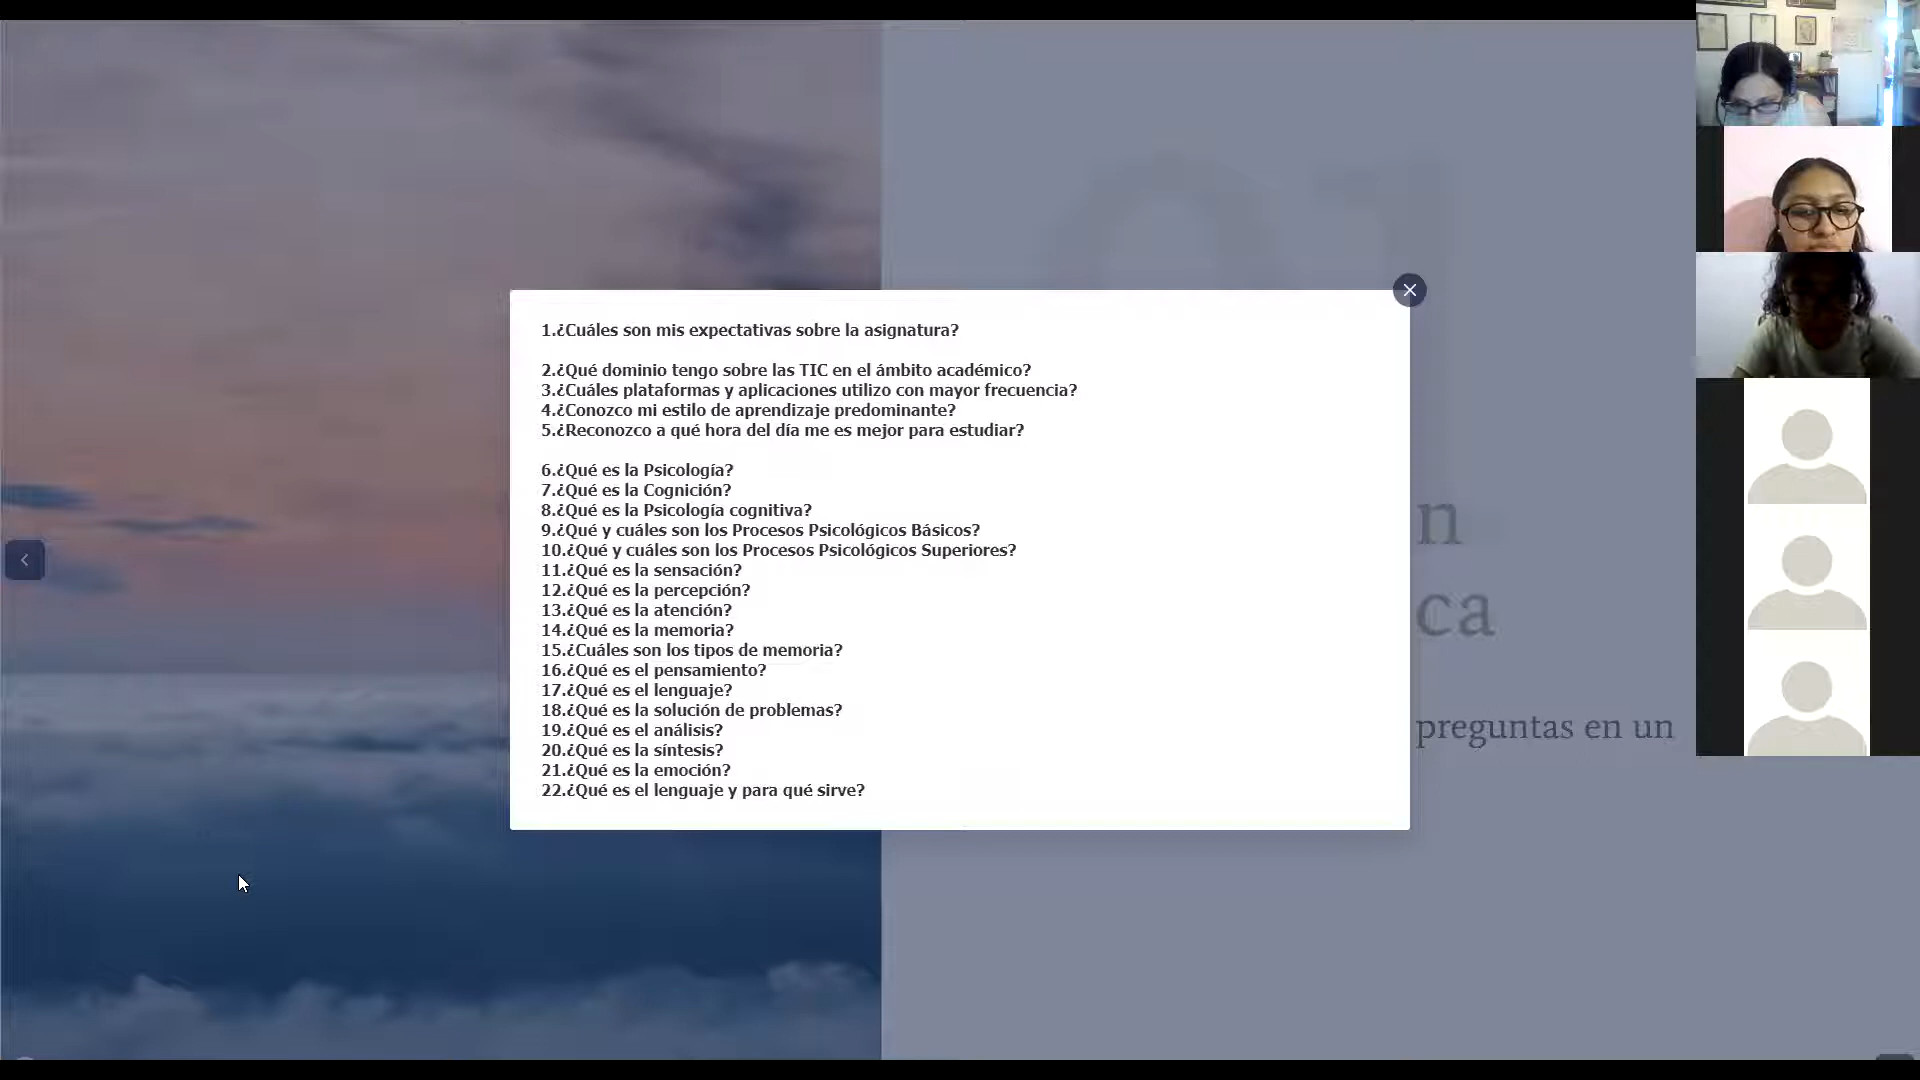 1.¿Cuáles son mis expectativas sobre la asignatura?
2.¿Qué dominio tengo sobre las TIC en el ámbito académico?
3.¿Cuáles plataformas y aplicaciones utilizo con mayor frecuencia?
4.¿Conozco mi estilo de aprendizaje predominante?
5.¿Reconozco a qué hora del día me es mejor para estudiar?
6.¿Qué es la Psicología?
7.¿Qué es la Cognición?
8.¿Qué es la Psicología cognitiva?
9.¿Qué y cuáles son los Procesos Psicológicos Básicos?
10.¿Qué y cuáles son los Procesos Psicológicos Superiores?
11.¿Qué es la sensación?
12.¿Qué es la percepción?
13.¿Qué es la atención?
14.¿Qué es la memoria?
15.¿Cuáles son los tipos de memoria?
16.¿Qué es el pensamiento?
17.¿Qué es el lenguaje?
18.¿Qué es la solución de problemas?
19.¿Qué es el análisis?
20.¿Qué es la síntesis?
21.¿Qué es la emoción?
22.¿Qué es el lenguaje y para qué sirve?
n
ca
preguntas en un